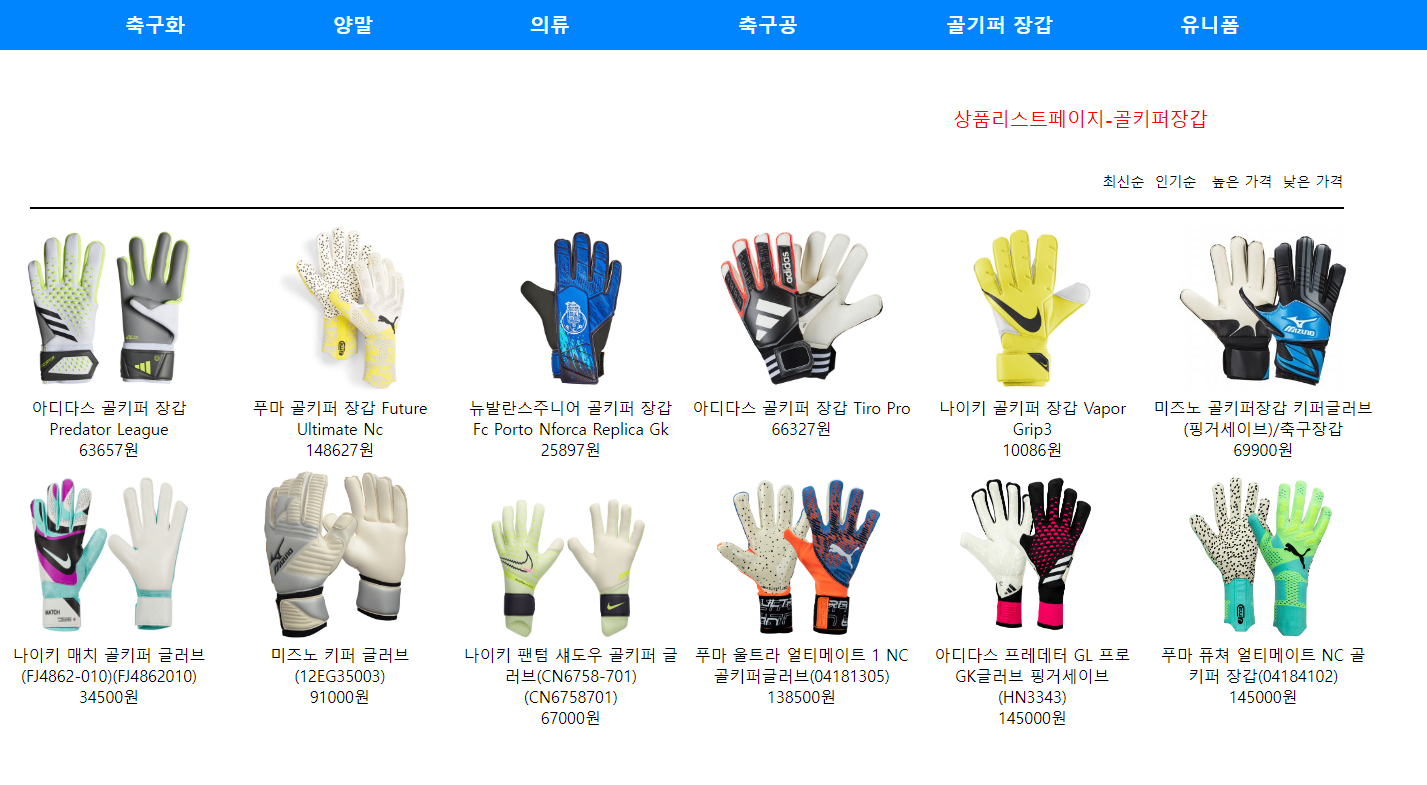 축구화 양말 의류 축구공 골기퍼 장갑 유니폼
상품리스트페이지-골키퍼장갑
최신순 인기순 높은 가격 낮은 가격
아디다스 골키퍼 장갑
Predator League
63657원
푸마 골키퍼 장갑 Future
Ultimate Nc
148627원
뉴발란스주니어 골키퍼 장갑
Fc Porto Nforca Replica Gk
25897원
아디다스 골키퍼 장갑 Tiro Pro
66327원
나이키 골키퍼 장갑 Vapor
Grip3
10086원
미즈노 골키퍼장갑 키퍼글러브
(핑거세이브)/축구장갑
69900원
나이키 매치 골키퍼 글러브
(FJ4862-010)(FJ4862010)
34500원
미즈노 키퍼 글러브
(12EG35003)
91000원
나이키 팬텀 섀도우 골키퍼 글
러브(CN6758-701)
(CN6758701)
67000원
푸마 울트라 얼티메이트 1 NC
골키퍼글러브(04181305)
138500원
아디다스 프레데터 GL 프로
GK글러브 핑거세이브
(HN3343)
145000원
푸마 퓨쳐 얼티메이트 NC 골
키퍼 장갑(04184102)
145000원
adidas
MIZUNO
MATCH
MIZUNO